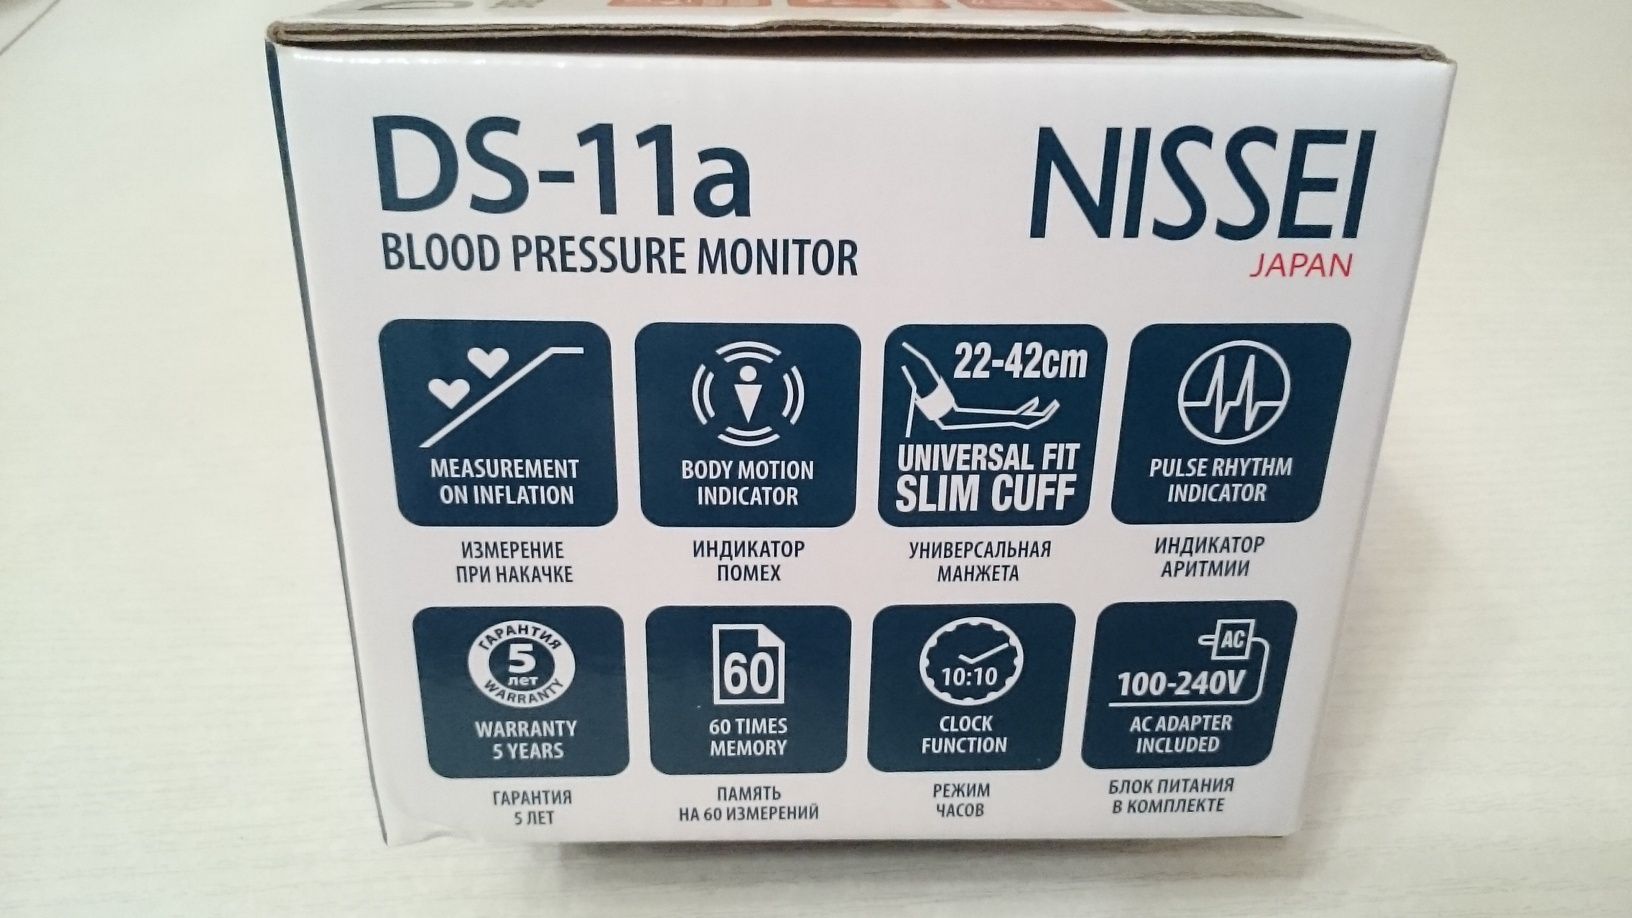 DS-11a
BLOOD PRESSURE MONITOR
NISSEI
JAPAN
MEASUREMENT
ON INFLATION
ИЗМЕРЕНИЕ
ПРИ НАКАЧКЕ
BODY MOTION
INDICATOR
ИНДИКАТОР
ПОМЕХ
22-42cm
UNIVERSAL FIT
SLIM CUFF
УНИВЕРСАЛЬНАЯ
МАНЖЕТА
PULSE RHYTHM
INDICATOR
ИНДИКАТОР
АРИТМИИ
ГАРАНТИЯ
5
лет
WARRANTY
WARRANTY
5 YEARS
ГАРАНТИЯ
5 ЛЕТ
60
60 TIMES
MEMORY
ПАМЯТЬ
НА 60 ИЗМЕРЕНИЙ
10:10
CLOCK
FUNCTION
РЕЖИМ
ЧАСОВ
AC
100-240V
AC ADAPTER
INCLUDED
БЛОК ПИТАНИЯ
В КОМПЛЕКТЕ